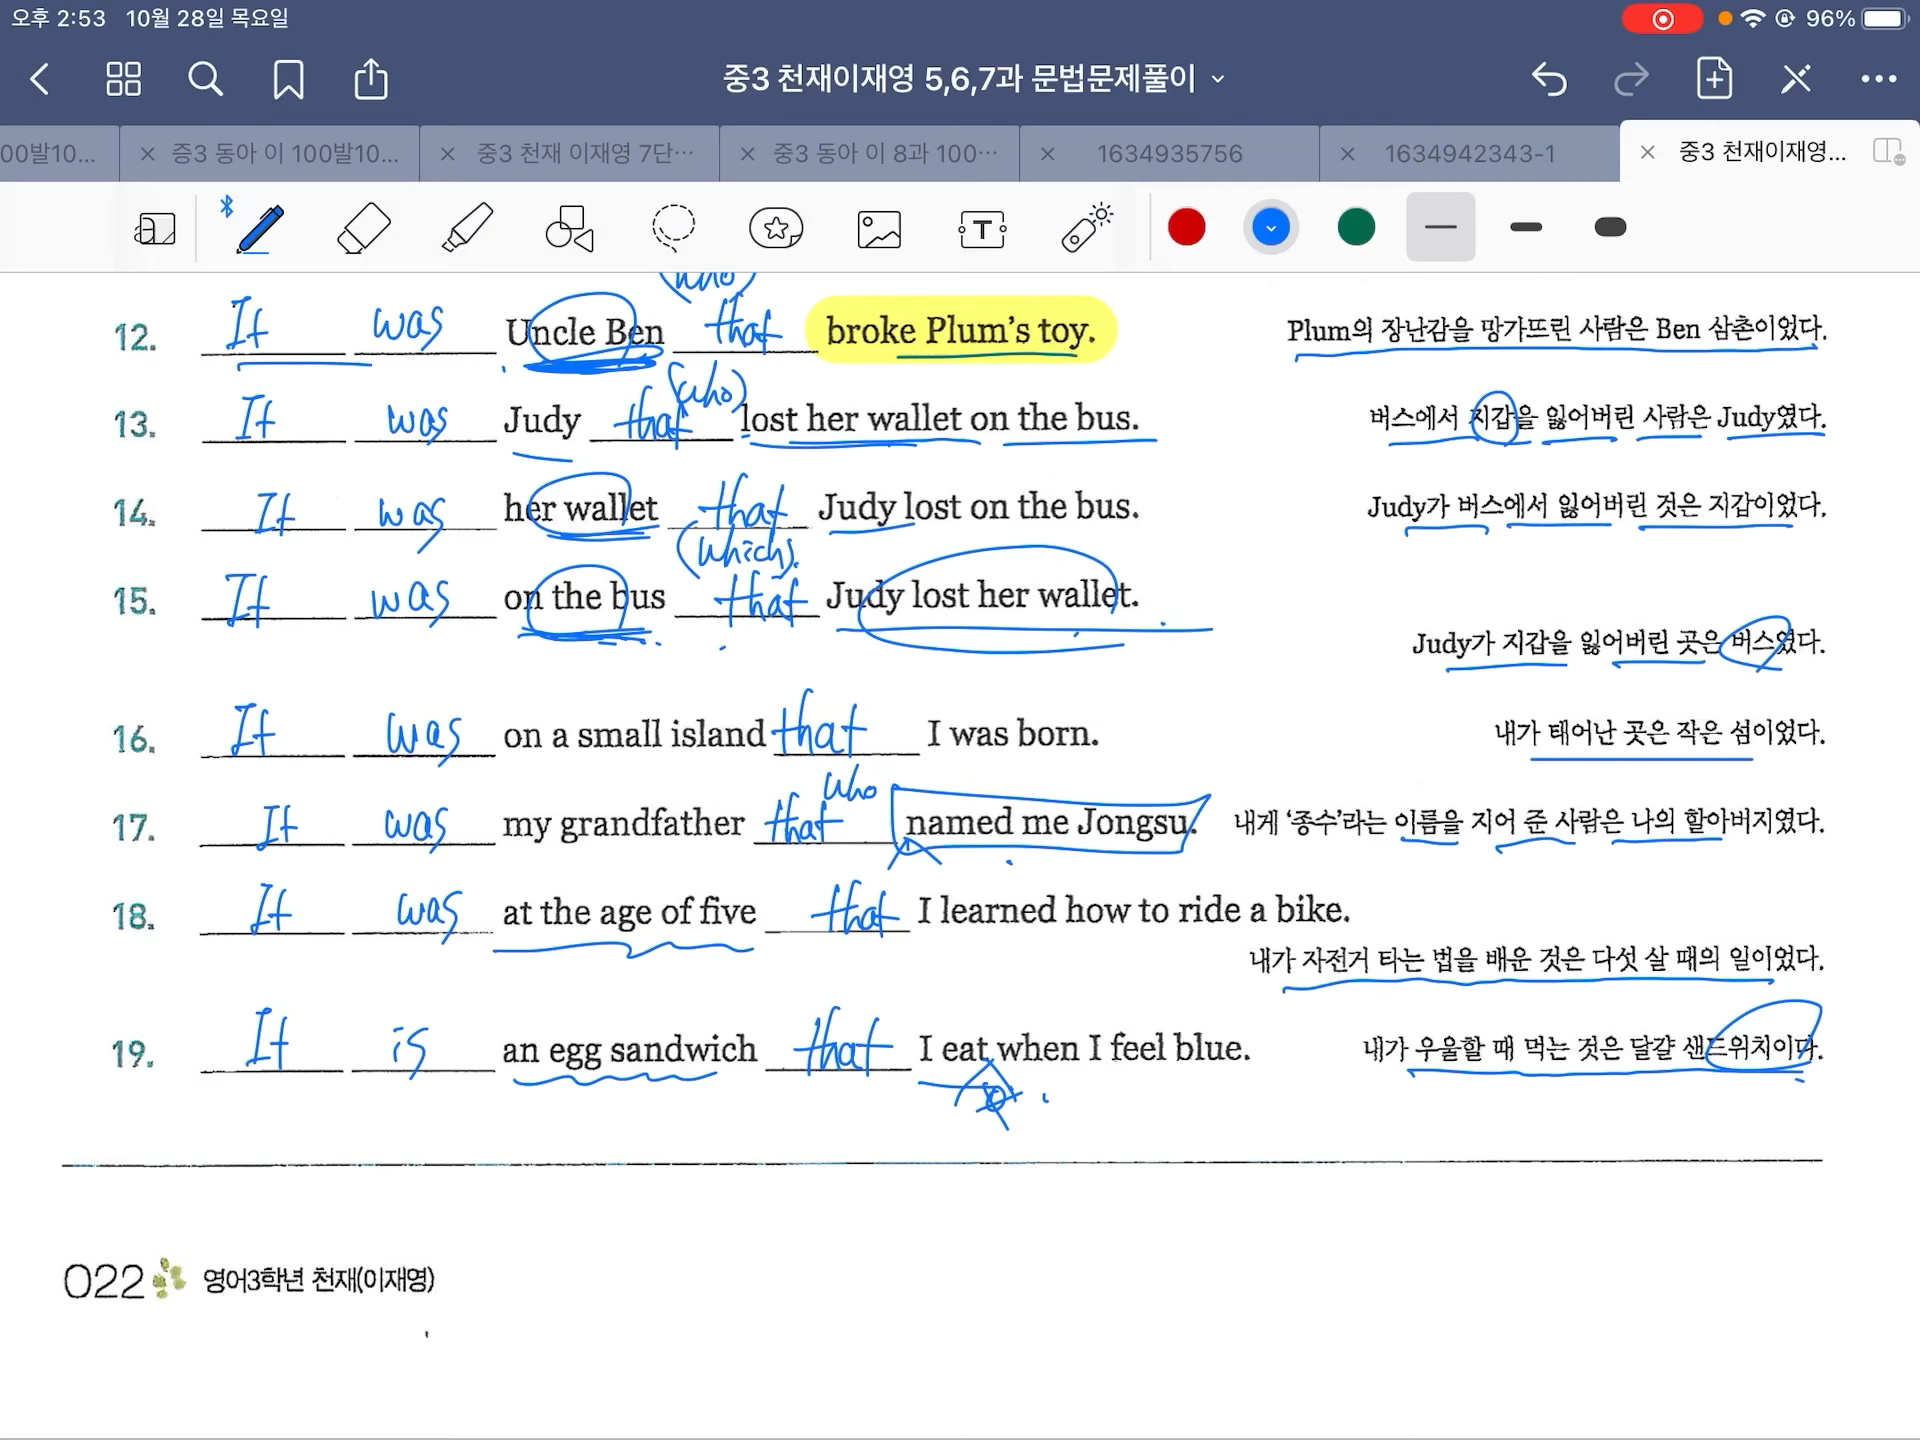 오후 2:53 10월 28일 목요일 96%
중3 천재이재영 5,6,7과 문법문제풀이
00발10... × 중3 동아 이 100발10... × 중3 천재 이재영 7단... × 중3 동아 이 8과 100... × 1634935756 × 1634942343-1 × 중3 천재이재영...
(who)
12. It was Uncle Ben that broke Plum's toy. Plum의 장난감을 망가뜨린 사람은 Ben 삼촌이었다.
(who)
13. It was Judy that lost her wallet on the bus. 버스에서 지갑을 잃어버린 사람은 Judy였다.
14. It was her wallet that Judy lost on the bus. Judy가 버스에서 잃어버린 것은 지갑이었다.
(which).
15. It was on the bus that Judy lost her wallet.
Judy가 지갑을 잃어버린 곳은 버스였다.
16. It was on a small island that I was born. 내가 태어난 곳은 작은 섬이었다.
who
17. It was my grandfather that named me Jongsu. 내게 '종수'라는 이름을 지어 준 사람은 나의 할아버지였다.
18. It was at the age of five that I learned how to ride a bike.
내가 자전거 타는 법을 배운 것은 다섯 살 때의 일이었다.
19. It is an egg sandwich that I eat when I feel blue. 내가 우울할 때 먹는 것은 달걀 샌드위치이다.
022 영어3학년 천재(이재영)